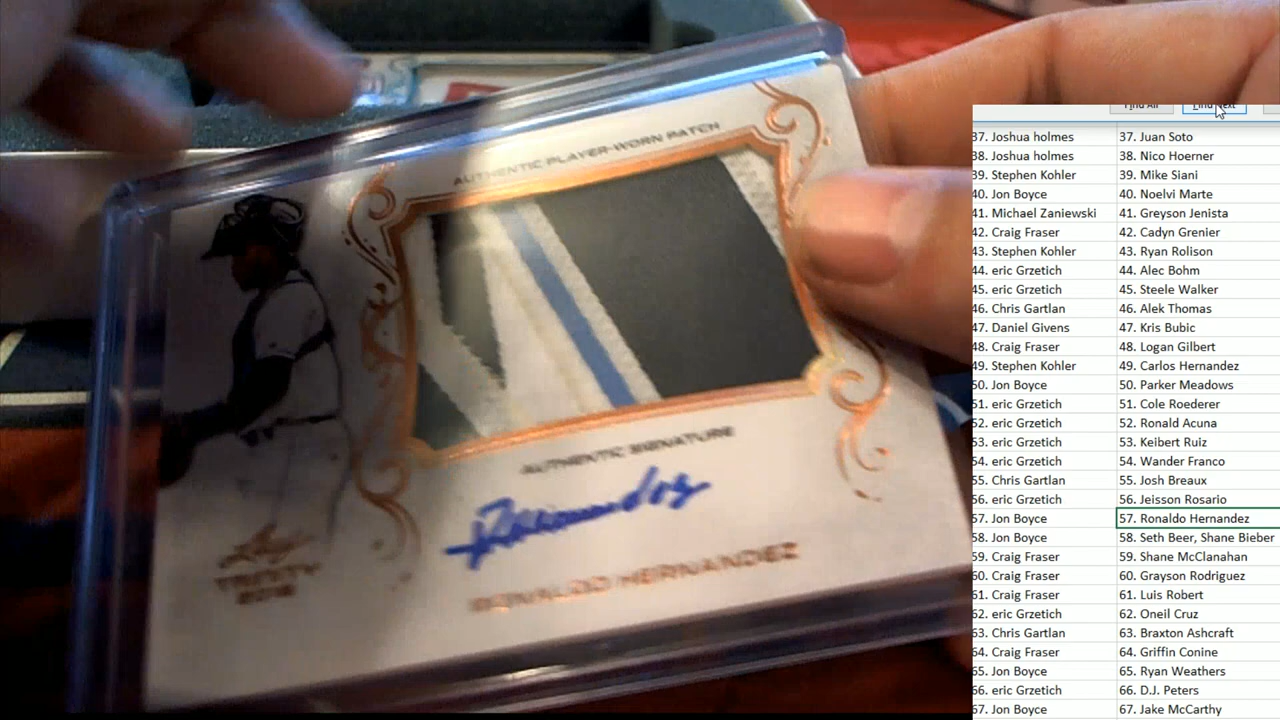 AUTHENTIC PLAYER-WORN PATCH
AUTHENTIC SIGNATURE
RONALDO HERNANDEZ
Leaf
TRINITY
2018
Find All Find Next
37. Joshua holmes 37. Juan Soto
38. Joshua holmes 38. Nico Hoerner
39. Stephen Kohler 39. Mike Siani
40. Jon Boyce 40. Noelvi Marte
41. Michael Zaniewski 41. Greyson Jenista
42. Craig Fraser 42. Cadyn Grenier
43. Stephen Kohler 43. Ryan Rolison
44. eric Grzetich 44. Alec Bohm
45. eric Grzetich 45. Steele Walker
46. Chris Gartlan 46. Alek Thomas
47. Daniel Givens 47. Kris Bubic
48. Craig Fraser 48. Logan Gilbert
49. Stephen Kohler 49. Carlos Hernandez
50. Jon Boyce 50. Parker Meadows
51. eric Grzetich 51. Cole Roederer
52. eric Grzetich 52. Ronald Acuna
53. eric Grzetich 53. Keibert Ruiz
54. eric Grzetich 54. Wander Franco
55. Chris Gartlan 55. Josh Breaux
56. eric Grzetich 56. Jeisson Rosario
57. Jon Boyce 57. Ronaldo Hernandez
58. Jon Boyce 58. Seth Beer, Shane Bieber
59. Craig Fraser 59. Shane McClanahan
60. Craig Fraser 60. Grayson Rodriguez
61. Craig Fraser 61. Luis Robert
62. eric Grzetich 62. Oneil Cruz
63. Chris Gartlan 63. Braxton Ashcraft
64. Craig Fraser 64. Griffin Conine
65. Jon Boyce 65. Ryan Weathers
66. eric Grzetich 66. D.J. Peters
67. Jon Boyce 67. Jake McCarthy